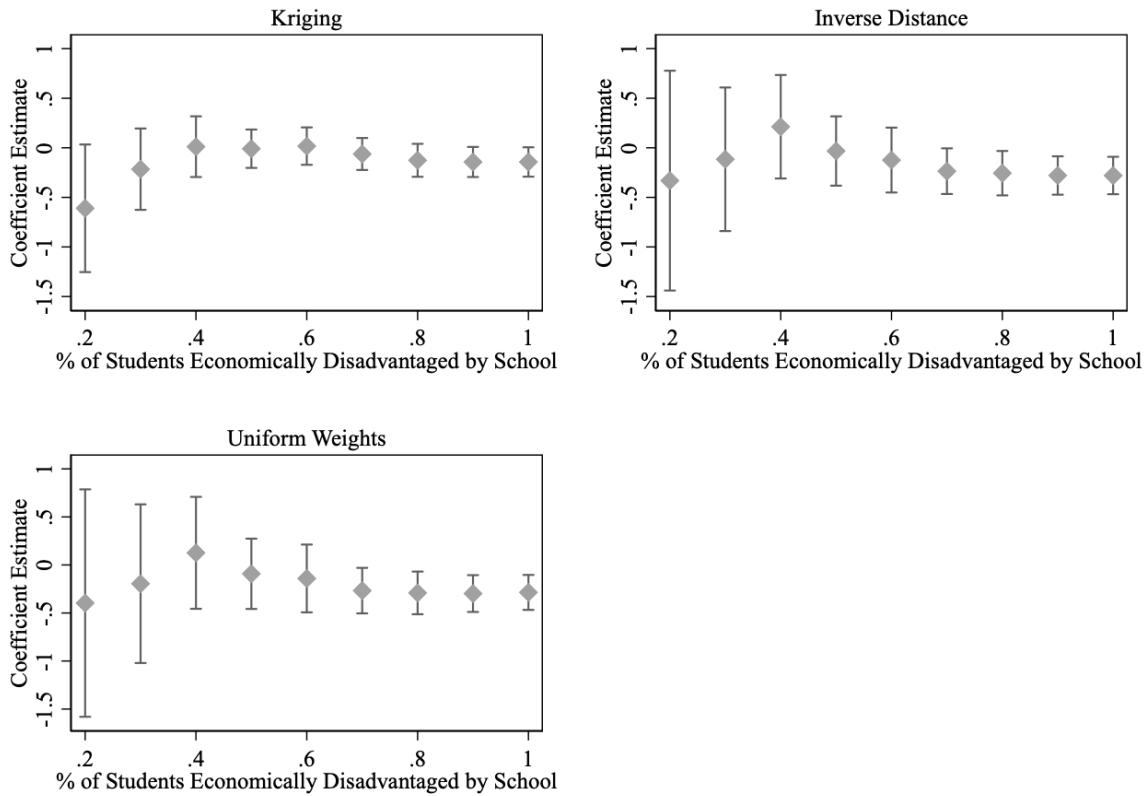 Kriging
Coefficient Estimate
1
.5
0
-.5
-1
-1.5
.2 .4 .6 .8 1
% of Students Economically Disadvantaged by School
Inverse Distance
Coefficient Estimate
1
.5
0
-.5
-1
-1.5
.2 .4 .6 .8 1
% of Students Economically Disadvantaged by School
Uniform Weights
Coefficient Estimate
1
.5
0
-.5
-1
-1.5
.2 .4 .6 .8 1
% of Students Economically Disadvantaged by School